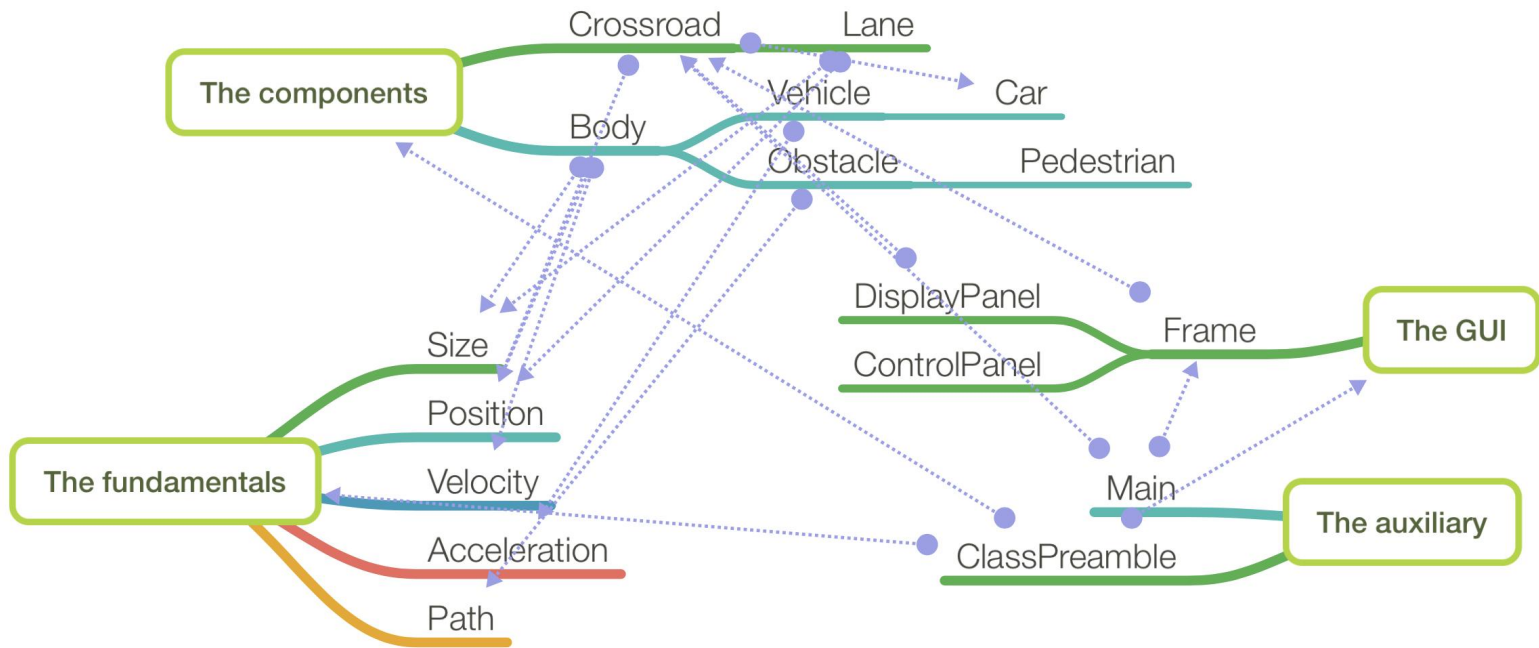 Crossroad
Lane
The components
Vehicle
Car
Body
Obstacle
Pedestrian
DisplayPanel
Frame
The GUI
ControlPanel
Size
Position
The fundamentals
Velocity
Acceleration
Path
Main
The auxiliary
ClassPreamble